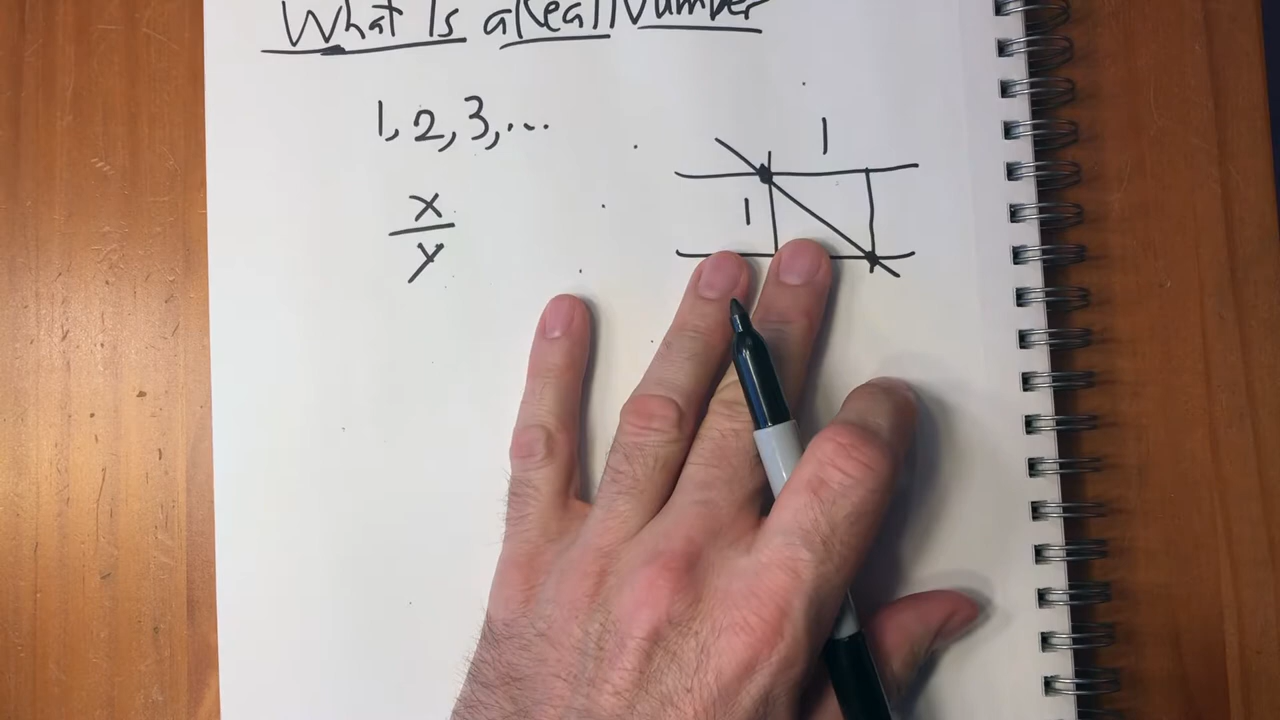 What Is a Real Number
1, 2, 3, ...
1
x
1
y